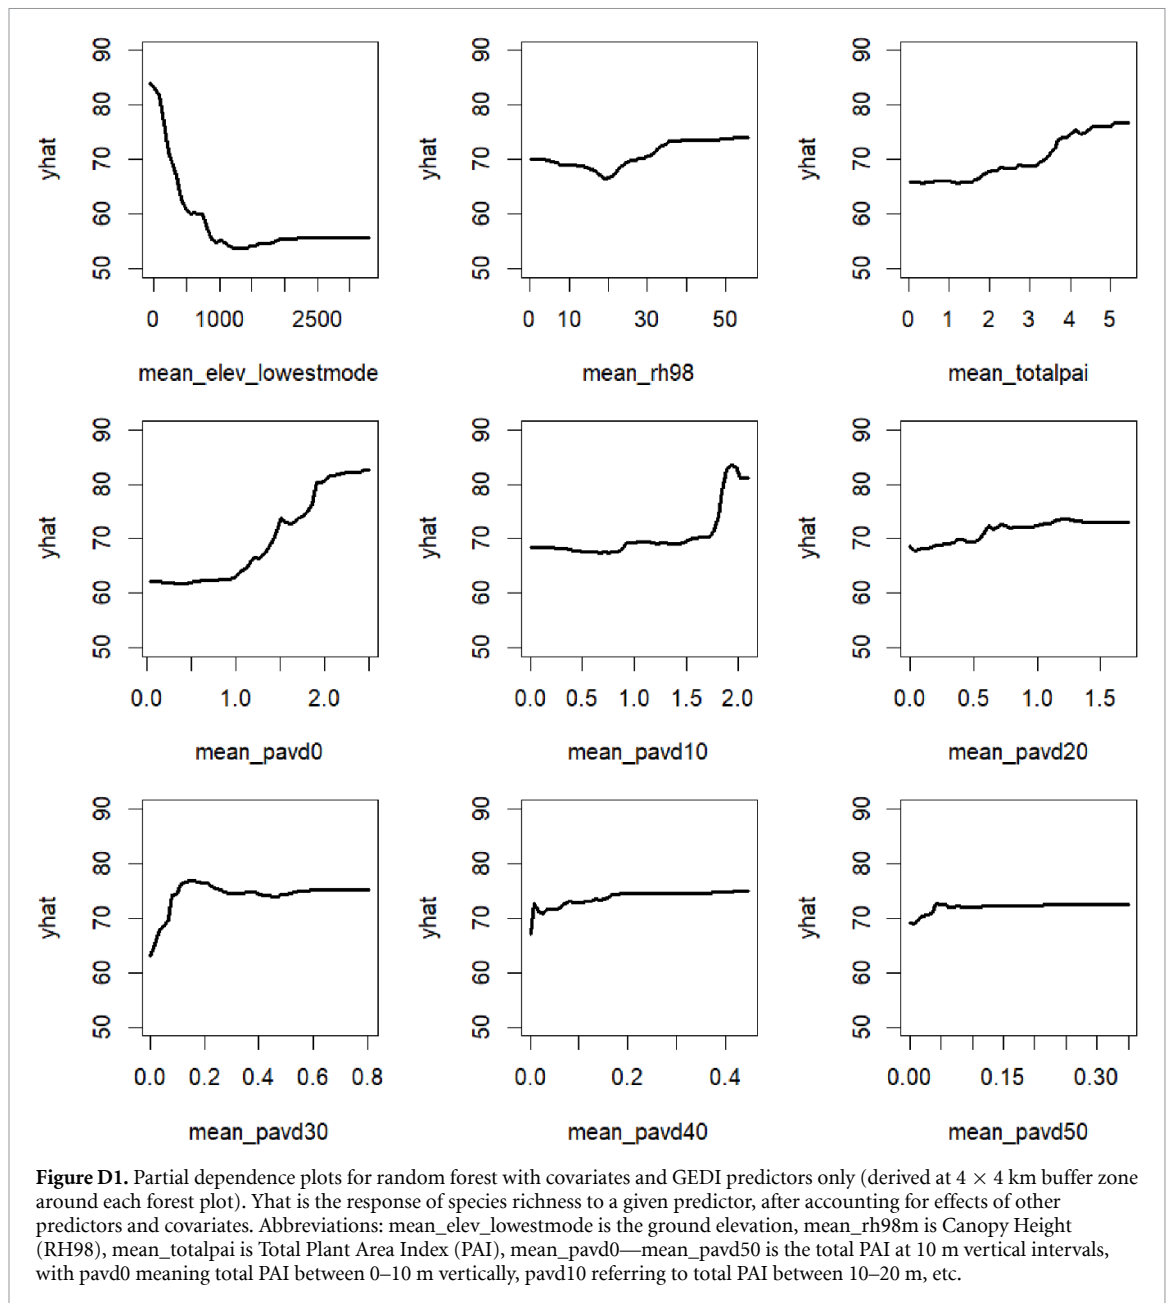 90
80
70
60
50
yhat
0 1000 2500
mean_elev_lowestmode
90
80
70
60
50
yhat
0 10 30 50
mean_rh98
90
80
70
60
50
yhat
0 1 2 3 4 5
mean_totalpai
90
80
70
60
50
yhat
0.0 1.0 2.0
mean_pavd0
90
80
70
60
50
yhat
0.0 0.5 1.0 1.5 2.0
mean_pavd10
90
80
70
60
50
yhat
0.0 0.5 1.0 1.5
mean_pavd20
90
80
70
60
50
yhat
0.0 0.2 0.4 0.6 0.8
mean_pavd30
90
80
70
60
50
yhat
0.0 0.2 0.4
mean_pavd40
90
80
70
60
50
yhat
0.00 0.15 0.30
mean_pavd50
Figure D1. Partial dependence plots for random forest with covariates and GEDI predictors only (derived at 4 × 4 km buffer zone
around each forest plot). Yhat is the response of species richness to a given predictor, after accounting for effects of other
predictors and covariates. Abbreviations: mean_elev_lowestmode is the ground elevation, mean_rh98m is Canopy Height
(RH98), mean_totalpai is Total Plant Area Index (PAI), mean_pavd0—mean_pavd50 is the total PAI at 10 m vertical intervals,
with pavd0 meaning total PAI between 0–10 m vertically, pavd10 referring to total PAI between 10–20 m, etc.